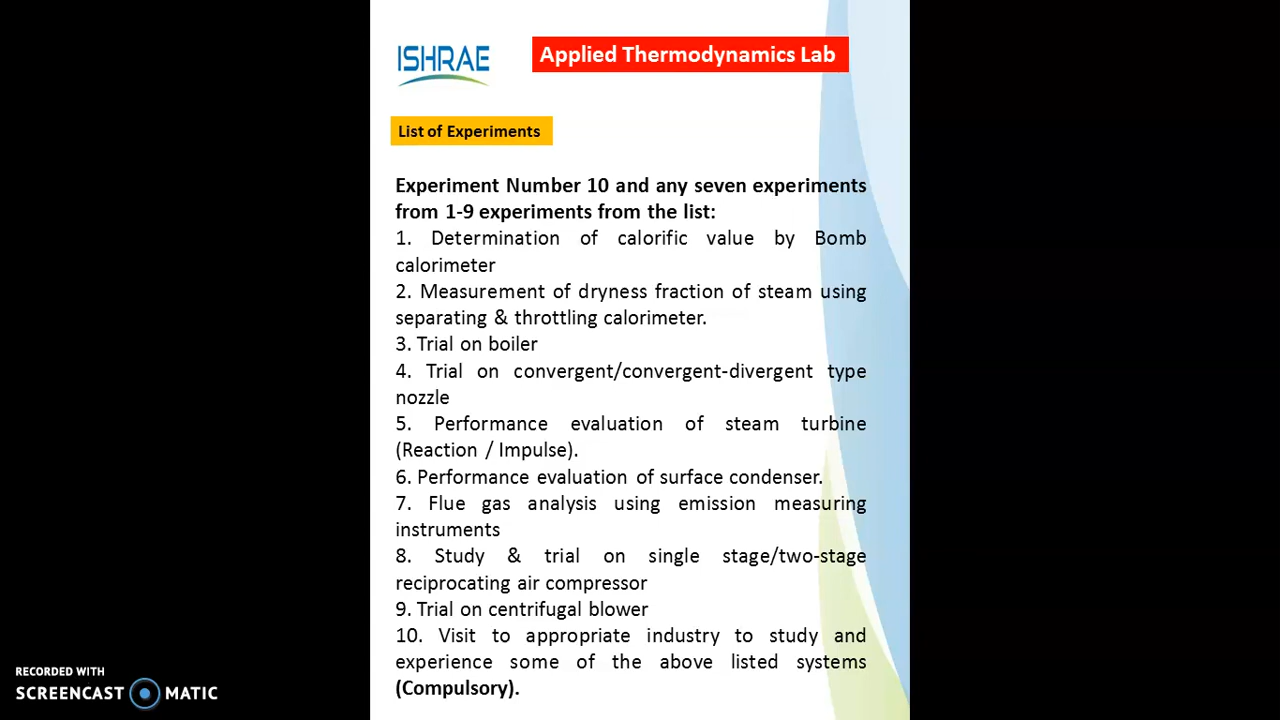 ISHRAE
Applied Thermodynamics Lab
List of Experiments
Experiment Number 10 and any seven experiments
from 1-9 experiments from the list:
1. Determination of calorific value by Bomb
calorimeter
2. Measurement of dryness fraction of steam using
separating & throttling calorimeter.
3. Trial on boiler
4. Trial on convergent/convergent-divergent type
nozzle
5. Performance evaluation of steam turbine
(Reaction / Impulse).
6. Performance evaluation of surface condenser.
7. Flue gas analysis using emission measuring
instruments
8. Study & trial on single stage/two-stage
reciprocating air compressor
9. Trial on centrifugal blower
10. Visit to appropriate industry to study and
experience some of the above listed systems
(Compulsory).
RECORDED WITH
SCREENCAST MATIC